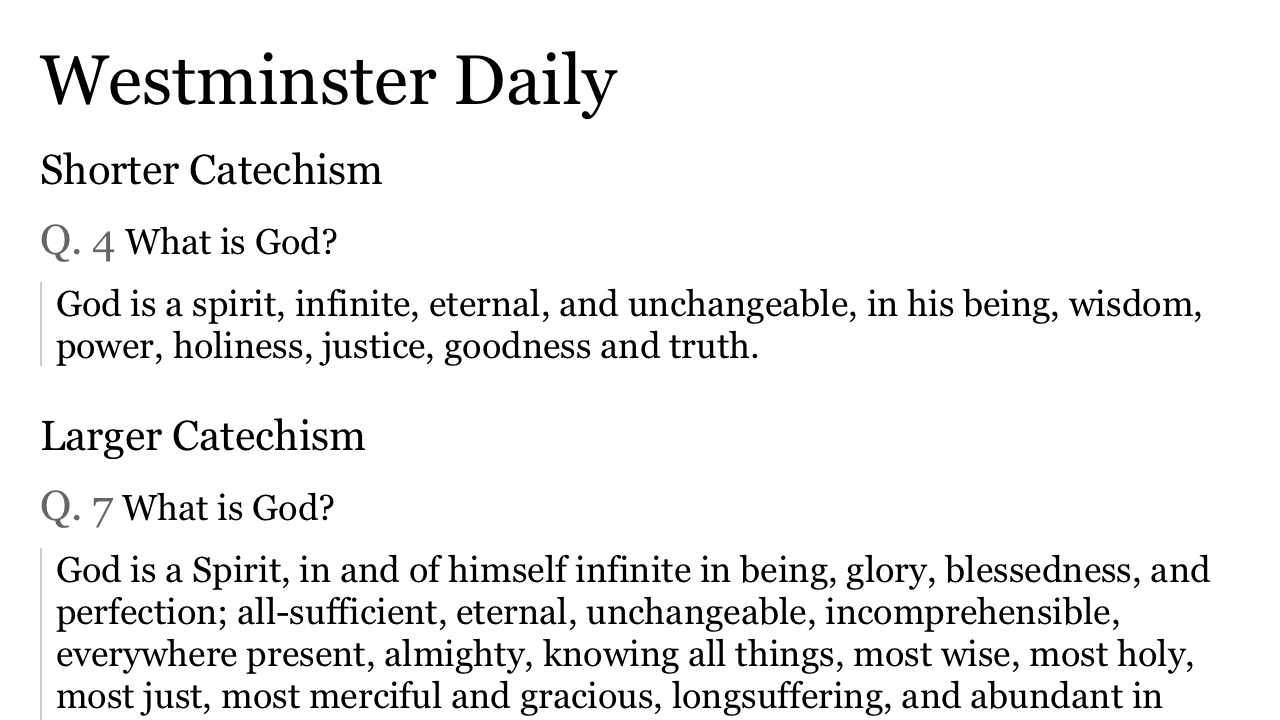 Westminster Daily
Shorter Catechism
Q. 4 What is God?
God is a spirit, infinite, eternal, and unchangeable, in his being, wisdom,
power, holiness, justice, goodness and truth.
Larger Catechism
Q. 7 What is God?
God is a Spirit, in and of himself infinite in being, glory, blessedness, and
perfection; all-sufficient, eternal, unchangeable, incomprehensible,
everywhere present, almighty, knowing all things, most wise, most holy,
most just, most merciful and gracious, longsuffering, and abundant in